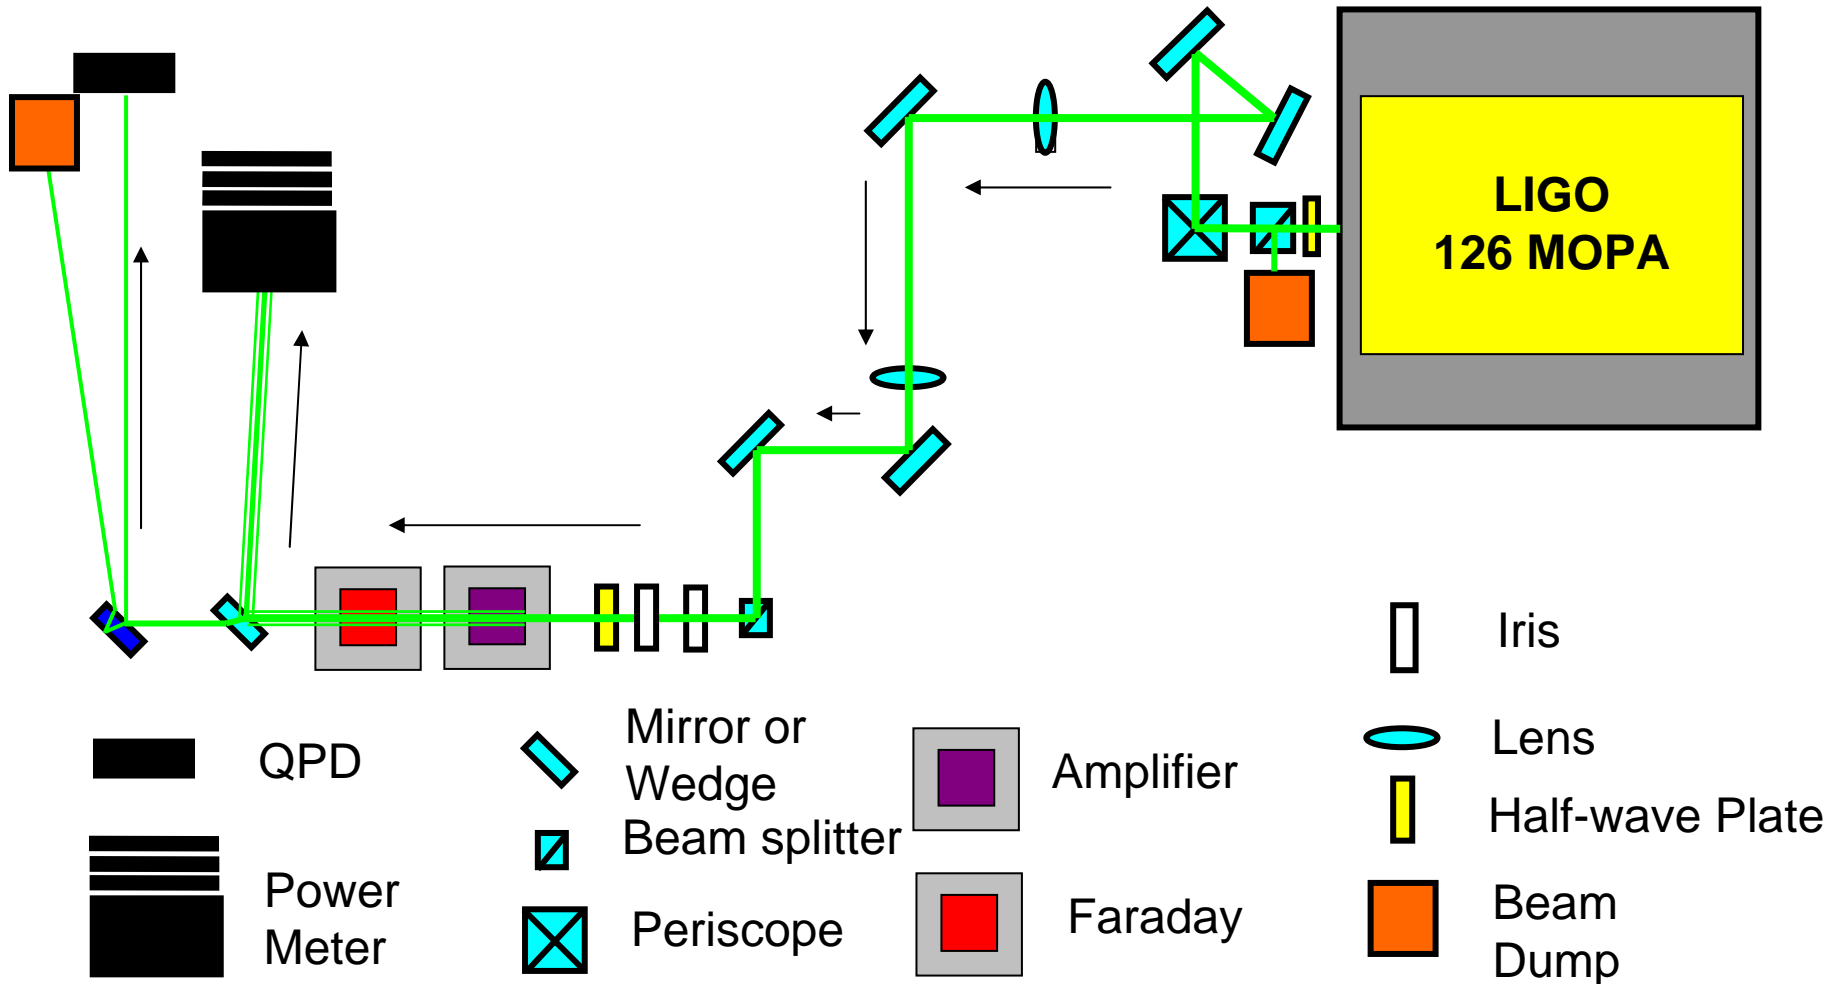 LIGO
126 MOPA
QPD
Power
Meter
Mirror or
Wedge
Beam splitter
Periscope
Amplifier
Faraday
Iris
Lens
Half-wave Plate
Beam
Dump